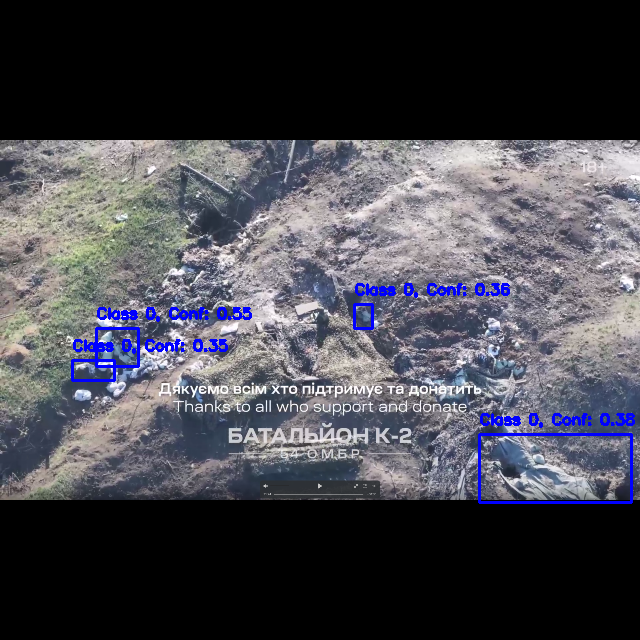 Class 0, Conf: 0.36
Class 0, Conf: 0.55
Class 0, Conf: 0.35
Дякуємо всім хто підтримує та донатить
Thanks to all who support and donate
Class 0, Conf: 0.38
БАТАЛЬЙОН К-2
54 О.М.Б.Р.